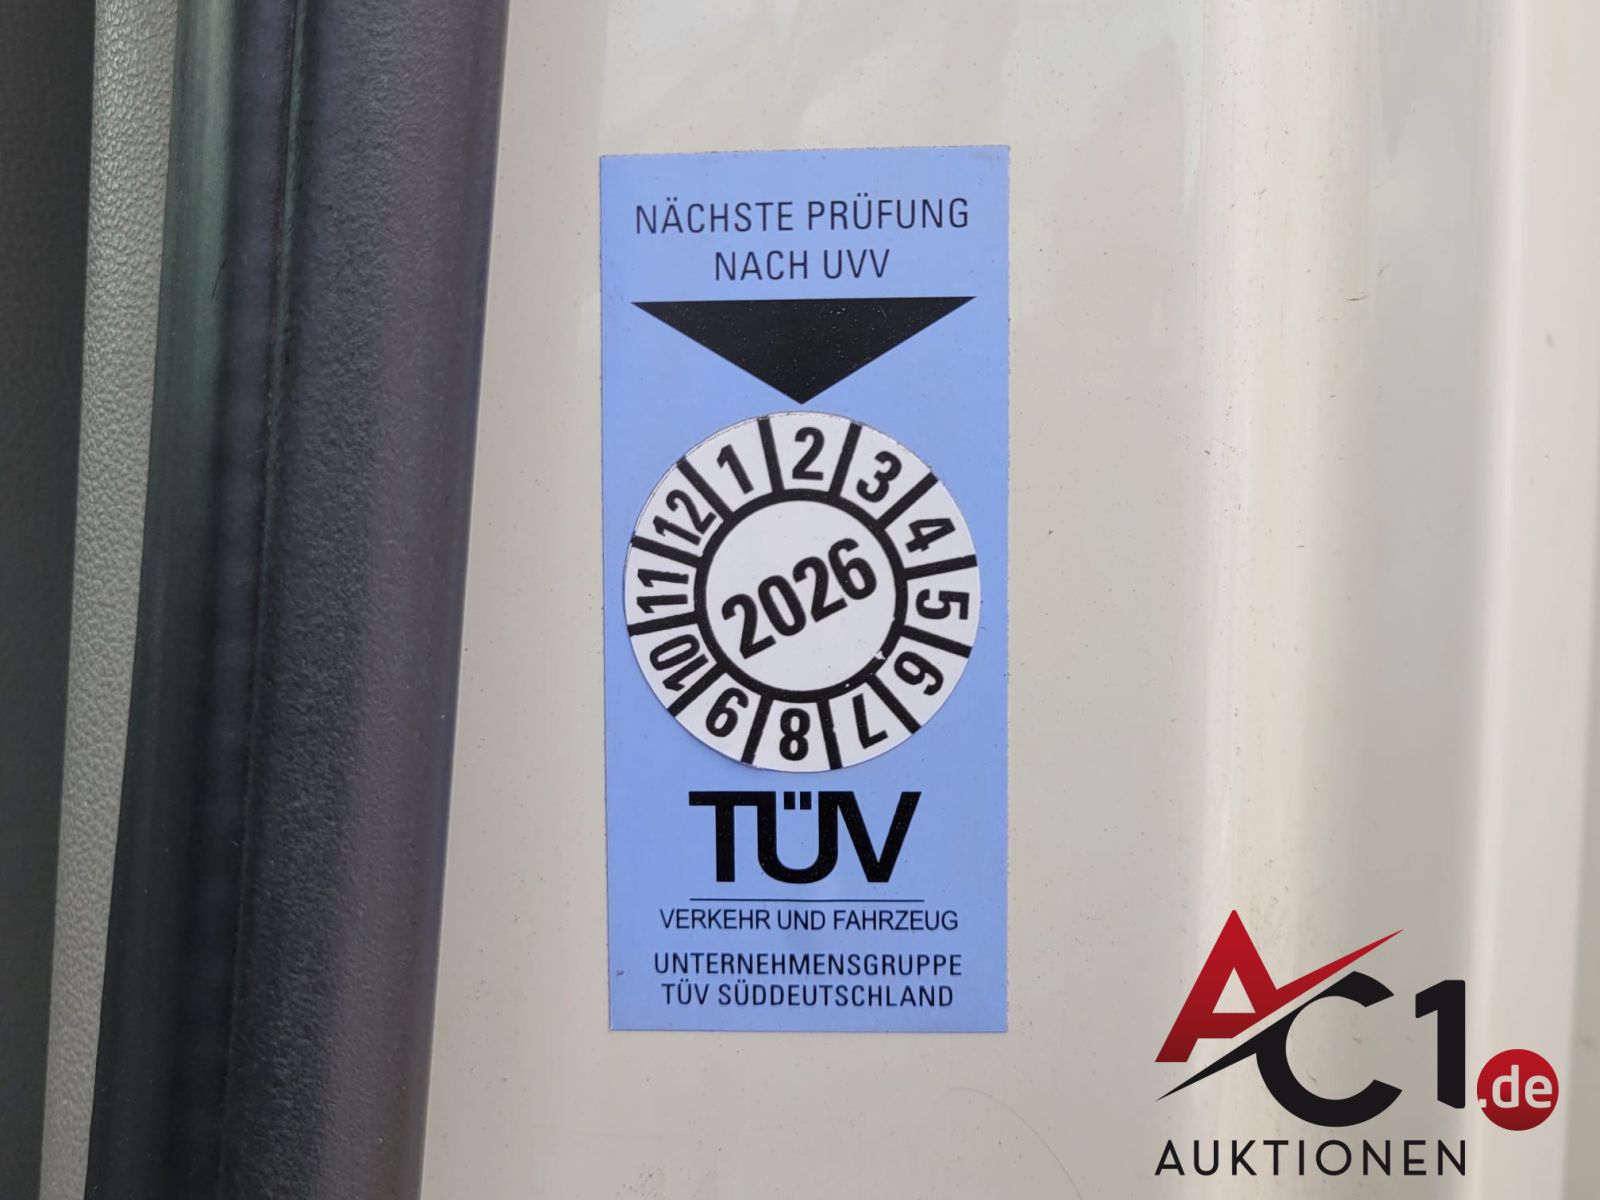 NÄCHSTE PRÜFUNG
NACH UVV
1 2 3 4 5 6 7 8 9 10 11 12
2026
TÜV
VERKEHR UND FAHRZEUG
UNTERNEHMENSGRUPPE
TÜV SÜDDEUTSCHLAND
AC1.de
AUKTIONEN